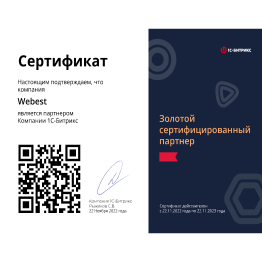 Сертификат
Настоящим подтверждаем, что
компания
Webest
является партнером
Компании 1С-Битрикс
Компания 1С-Битрикс
Рыжиков С.В.
22 Ноября 2022 года
1С-БИТРИКС
Золотой
сертифицированный
партнер
Сертификат действителен
с 22.11.2022 года по 22.11.2023 года